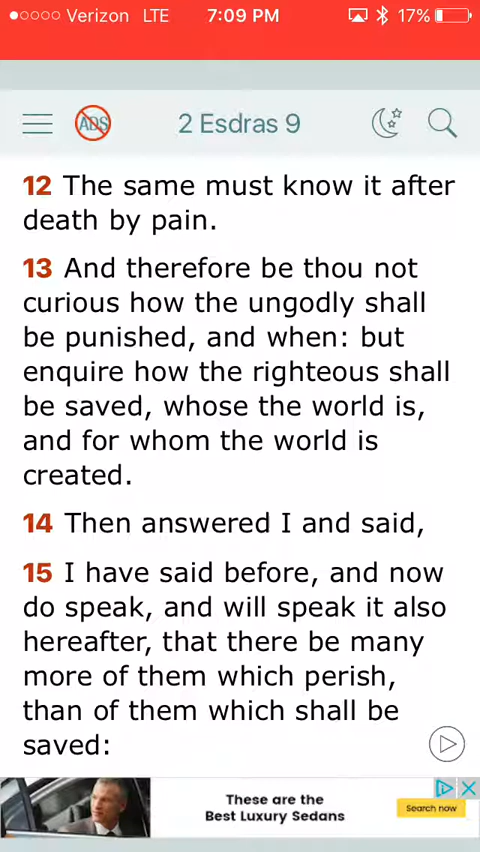 Verizon LTE 7:09 PM 17%
ADS 2 Esdras 9
12 The same must know it after
death by pain.
13 And therefore be thou not
curious how the ungodly shall
be punished, and when: but
enquire how the righteous shall
be saved, whose the world is,
and for whom the world is
created.
14 Then answered I and said,
15 I have said before, and now
do speak, and will speak it also
hereafter, that there be many
more of them which perish,
than of them which shall be
saved:
These are the
Best Luxury Sedans
Search now